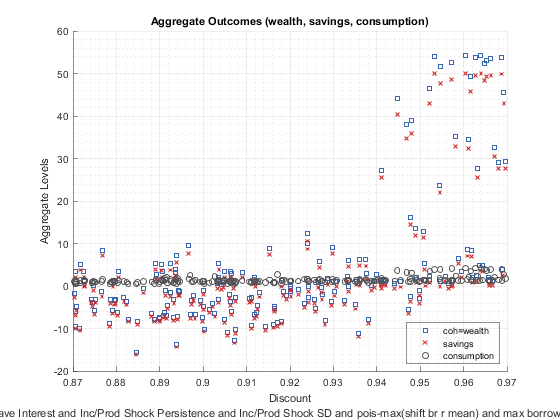 Aggregate Outcomes (wealth, savings, consumption)
60
50
40
30
20
10
0
-10
-20
Aggregate Levels
coh=wealth
savings
consumption
0.87
0.88
0.89
0.9
0.91
0.92
0.93
0.94
0.95
0.96
0.97
Discount
ave Interest and Inc/Prod Shock Persistence and Inc/Prod Shock SD and pois-max(shift br r mean) and max borrow